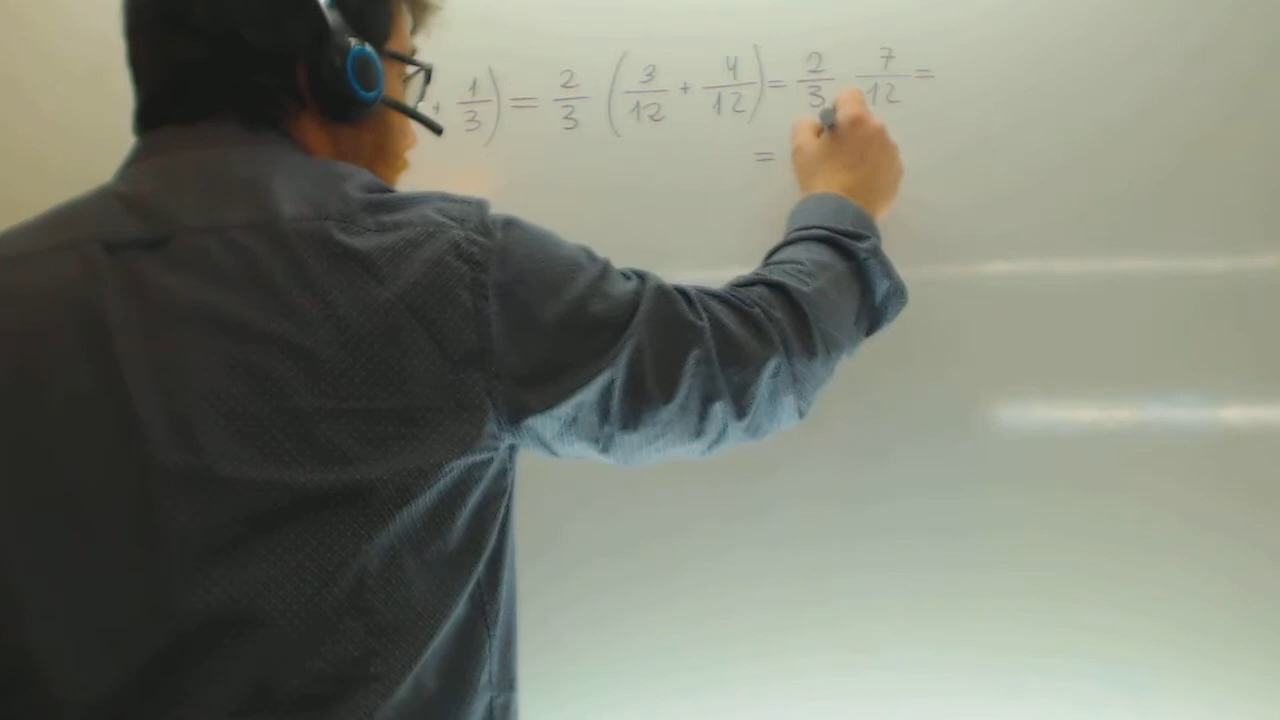 + 1/3) = 2/3 (3/12 + 4/12) = 2/3 7/12 =
=